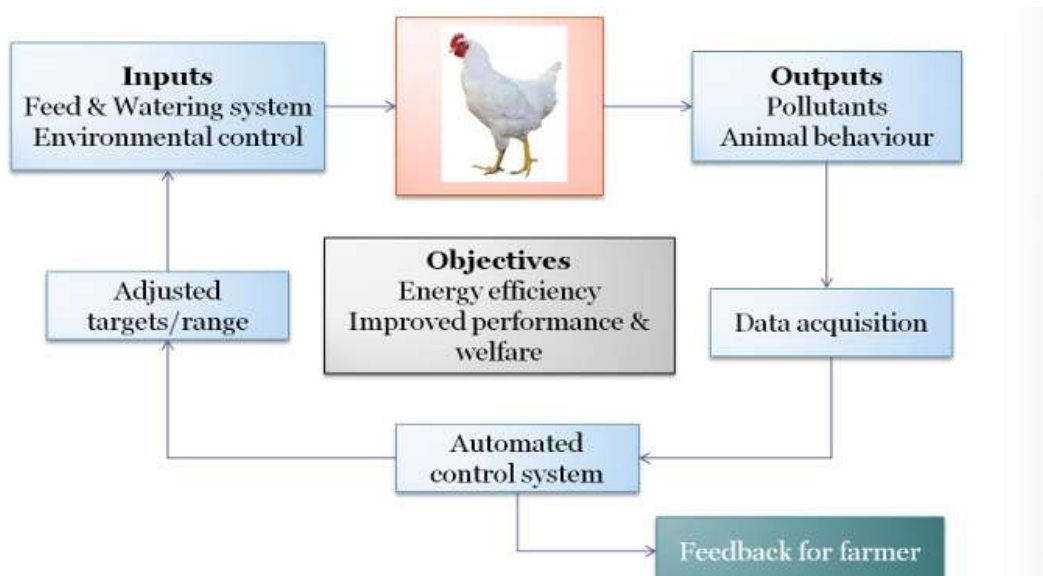 Inputs
Feed & Watering system
Environmental control
Outputs
Pollutants
Animal behaviour
Objectives
Energy efficiency
Improved performance &
welfare
Adjusted
targets/range
Data acquisition
Automated
control system
Feedback for farmer